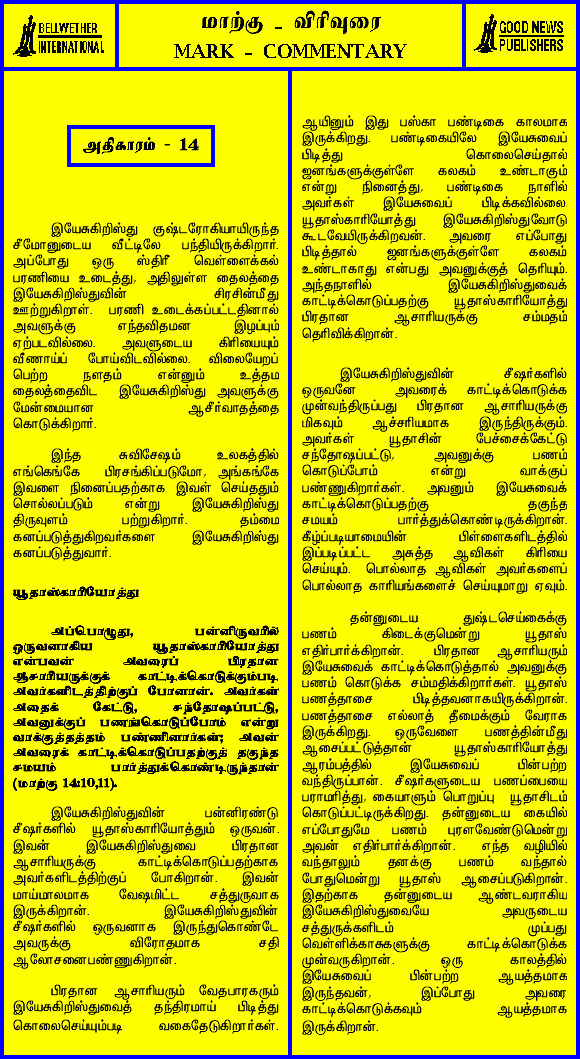 BELLWETHER
INTERNATIONAL
மாற்கு - விரிவுரை
MARK - COMMENTARY
GOOD NEWS
PUBLISHERS
அதிகாரம் - 14
இயேசுகிறிஸ்து குஷ்டரோகியாயிருந்த
சீமோனுடைய வீட்டிலே பந்தியிருக்கிறார்.
அப்போது ஒரு ஸ்திரீ வெள்ளைக்கல்
பரணியை உடைத்து, அதிலுள்ள தைலத்தை
இயேசுகிறிஸ்துவின் சிரசின்மீது
ஊற்றுகிறாள். பரணி உடைக்கப்பட்டதினால்
அவளுக்கு எந்தவிதமான இழப்பும்
ஏற்படவில்லை. அவளுடைய கிரியையும்
வீணாய்ப் போய்விடவில்லை. விலையேறப்
பெற்ற நளதம் என்னும் உத்தம
தைலத்தைவிட இயேசுகிறிஸ்து அவளுக்கு
மேன்மையான ஆசீர்வாதத்தை
கொடுக்கிறார்.
இந்த சுவிசேஷம் உலகத்தில்
எங்கெங்கே பிரசங்கிப்படுமோ, அங்கங்கே
இவளை நினைப்பதற்காக இவள் செய்ததும்
சொல்லப்படும் என்று இயேசுகிறிஸ்து
திருவுளம் பற்றுகிறார். தம்மை
கனப்படுத்துகிறவர்களை இயேசுகிறிஸ்து
கனப்படுத்துவார்.
யூதாஸ்காரியோத்து
அப்பொழுது, பன்னிருவரில்
ஒருவனாகிய யூதாஸ்காரியோத்து
என்பவன் அவரைப் பிரதான
ஆசாரியருக்குக் காட்டிக்கொடுக்கும்படி
அவர்களிடத்திற்குப் போனான். அவர்கள்
அதைக் கேட்டு, சந்தோஷப்பட்டு,
அவனுக்குப் பணங்கொடுப்போம் என்று
வாக்குத்தத்தம் பண்ணினார்கள்; அவன்
அவரைக் காட்டிக்கொடுப்பதற்குத் தகுந்த
சமயம் பார்த்துக்கொண்டிருந்தான்
(மாற்கு 14:10,11).
இயேசுகிறிஸ்துவின் பன்னிரண்டு
சீஷர்களில் யூதாஸ்காரியோத்தும் ஒருவன்.
இவன் இயேசுகிறிஸ்துவை பிரதான
ஆசாரியருக்கு காட்டிக்கொடுப்பதற்காக
அவர்களிடத்திற்குப் போகிறான். இவன்
மாய்மாலமாக வேஷமிட்ட சத்துருவாக
இருக்கிறான். இயேசுகிறிஸ்துவின்
சீஷர்களில் ஒருவனாக இருந்துகொண்டே
அவருக்கு விரோதமாக சதி
ஆலோசனைபண்ணுகிறான்.
பிரதான ஆசாரியரும் வேதபாரகரும்
இயேசுகிறிஸ்துவைத் தந்திரமாய் பிடித்து
கொலைசெய்யும்படி வகைதேடுகிறார்கள்.
ஆயினும் இது பஸ்கா பண்டிகை காலமாக
இருக்கிறது. பண்டிகையிலே இயேசுவைப்
பிடித்து கொலைசெய்தால்
ஜனங்களுக்குள்ளே கலகம் உண்டாகும்
என்று நினைத்து, பண்டிகை நாளில்
அவர்கள் இயேசுவைப் பிடிக்கவில்லை.
யூதாஸ்காரியோத்து இயேசுகிறிஸ்துவோடு
கூடவேயிருக்கிறவன். அவரை எப்போது
பிடித்தால் ஜனங்களுக்குள்ளே கலகம்
உண்டாகாது என்பது அவனுக்குத் தெரியும்.
அந்தநாளில் இயேசுகிறிஸ்துவைக்
காட்டிக்கொடுப்பதற்கு யூதாஸ்காரியோத்து
பிரதான ஆசாரியருக்கு சம்மதம்
தெரிவிக்கிறான்.
இயேசுகிறிஸ்துவின் சீஷர்களில்
ஒருவனே அவரைக் காட்டிக்கொடுக்க
முன்வந்திருப்பது பிரதான ஆசாரியருக்கு
மிகவும் ஆச்சரியமாக இருந்திருக்கும்.
அவர்கள் யூதாசின் பேச்சைக்கேட்டு
சந்தோஷப்பட்டு, அவனுக்கு பணம்
கொடுப்போம் என்று வாக்குப்
பண்ணுகிறார்கள். அவனும் இயேசுவைக்
காட்டிக்கொடுப்பதற்கு தகுந்த
சமயம் பார்த்துக்கொண்டிருக்கிறான்.
கீழ்ப்படியாமையின் பிள்ளைகளிடத்தில்
இப்படிப்பட்ட அசுத்த ஆவிகள் கிரியை
செய்யும். பொல்லாத ஆவிகள் அவர்களைப்
பொல்லாத காரியங்களைச் செய்யுமாறு ஏவும்.
தன்னுடைய துஷ்டசெய்கைக்கு
பணம் கிடைக்குமென்று யூதாஸ்
எதிர்பார்க்கிறான். பிரதான ஆசாரியரும்
இயேசுவைக் காட்டிக்கொடுத்தால் அவனுக்கு
பணம் கொடுக்க சம்மதிக்கிறார்கள். யூதாஸ்
பணத்தாசை பிடித்தவனாகயிருக்கிறான்.
பணத்தாசை எல்லாத் தீமைக்கும் வேராக
இருக்கிறது. ஒருவேளை பணத்தின்மீது
ஆசைப்பட்டுத்தான் யூதாஸ்காரியோத்து
ஆரம்பத்தில் இயேசுவைப் பின்பற்ற
வந்திருப்பான். சீஷர்களுடைய பணப்பையை
பராமரித்து, கையாளும் பொறுப்பு யூதாசிடம்
கொடுப்பட்டிருக்கிறது. தன்னுடைய கையில்
எப்போதுமே பணம் புரளவேண்டுமென்று
அவன் எதிர்பார்க்கிறான். எந்த வழியில்
வந்தாலும் தனக்கு பணம் வந்தால்
போதுமென்று யூதாஸ் ஆசைப்படுகிறான்.
இதற்காக தன்னுடைய ஆண்டவராகிய
இயேசுகிறிஸ்துவையே அவருடைய
சத்துருக்களிடம் முப்பது
வெள்ளிக்காசுகளுக்கு காட்டிக்கொடுக்க
முன்வருகிறான். ஒரு காலத்தில்
இயேசுவைப் பின்பற்ற ஆயத்தமாக
இருந்தவன், இப்போது அவரை
காட்டிக்கொடுக்கவும் ஆயத்தமாக
இருக்கிறான்.